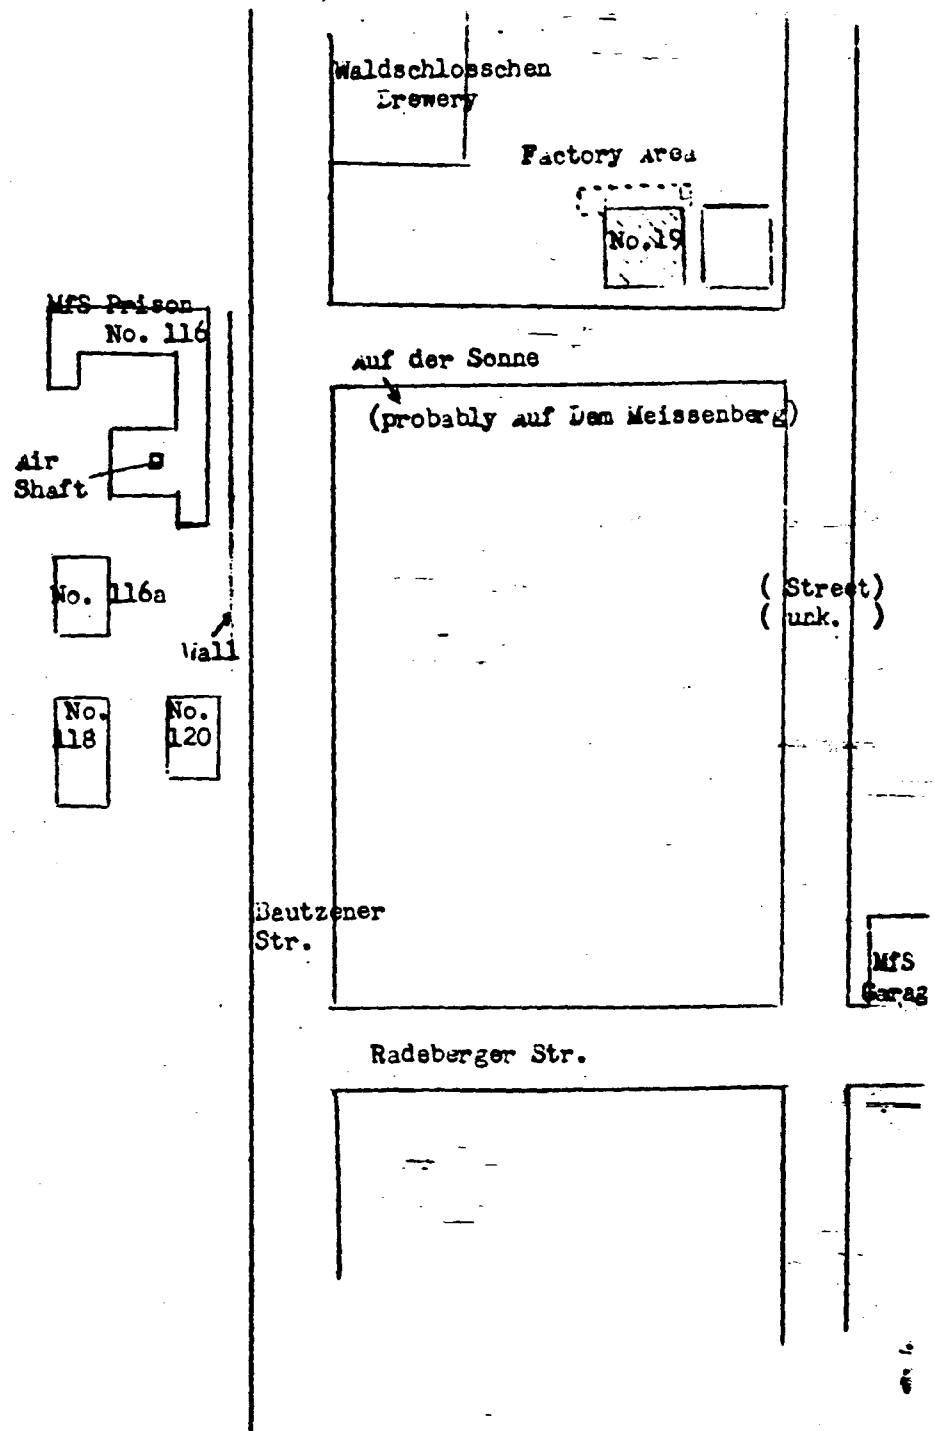 Waldschlosschen
Brewery
Factory Area
No.19
MfS Prison
No. 116
Auf der Sonne
(probably Auf Dem Meissenberg)
Air
Shaft
No. 116a
( Street)
( unk. )
Wall
No.
118
No.
120
Bautzener
Str.
MfS
Garag
Radeberger Str.